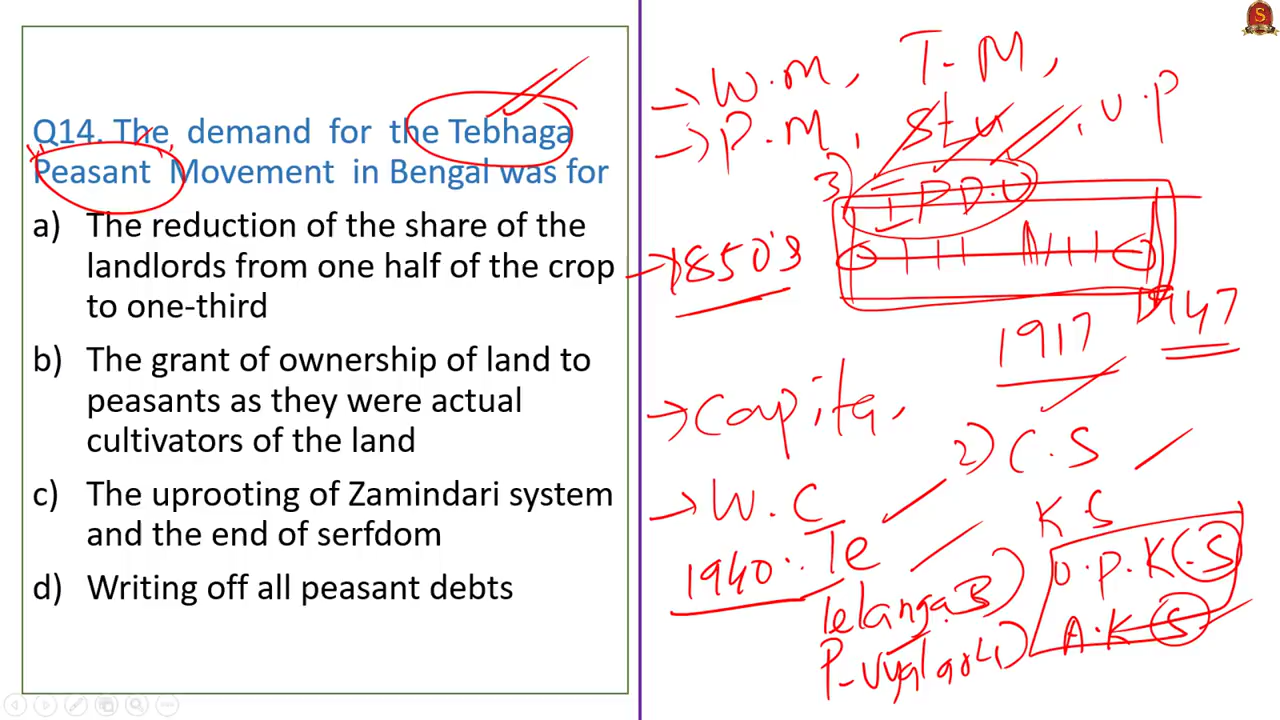 Q14. The demand for the Tebhaga
Peasant Movement in Bengal was for
a) The reduction of the share of the
landlords from one half of the crop
to one-third
b) The grant of ownership of land to
peasants as they were actual
cultivators of the land
c) The uprooting of Zamindari system
and the end of serfdom
d) Writing off all peasant debts
S
→ W.M, T-M,
→ P.M, Stu , U.P
3) I P D.U
→ 1850's
1917 1947
→ Capita,
2) C.S
→ W.C
K S
1940: Te
U.P.K.S
Telanga 3)
A.K S